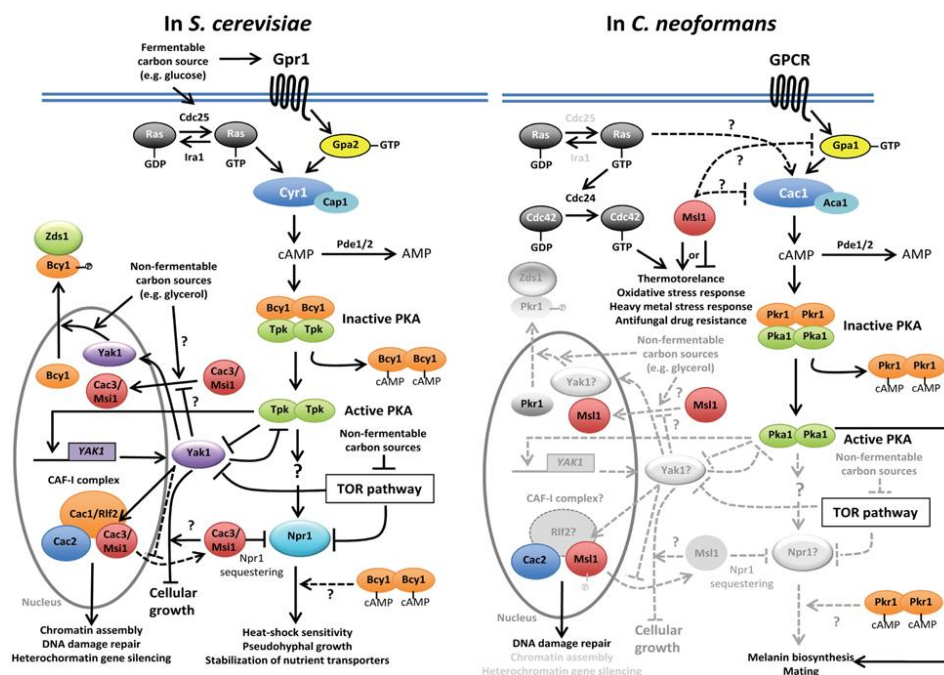 In S. cerevisiae
Fermentable
carbon source
(e.g. glucose)
Gpr1
Cdc25
Ras
Ras
GDP
Ira1
GTP
Gpa2
GTP
Cyr1
Cap1
Zds1
Bcy1
P
Non-fermentable
carbon sources
(e.g. glycerol)
cAMP
Pde1/2
AMP
Bcy1
Bcy1
Tpk
Tpk
Inactive PKA
Bcy1
Bcy1
cAMP
cAMP
?
Yak1
Bcy1
Cac3/
Msi1
Cac3/
Msi1
?
Tpk
Tpk
Active PKA
Non-fermentable
carbon sources
YAK1
Yak1
?
TOR pathway
CAF-I complex
Cac1/Rlf2
Cac2
Cac3/
Msi1
?
Cac3/
Msi1
Npr1
sequestering
Npr1
Nucleus
Cellular
growth
?
Bcy1
Bcy1
cAMP
cAMP
Chromatin assembly
DNA damage repair
Heterochormatin gene silencing
Heat-shock sensitivity
Pseudohyphal growth
Stabilization of nutrient transporters
In C. neoformans
GPCR
Cdc25
Ras
Ras
GDP
Ira1
GTP
?
Gpa1
GTP
?
Cdc24
?
Cac1
Aca1
Cdc42
Cdc42
GDP
GTP
Msl1
or
cAMP
Pde1/2
AMP
Zds1
Pkr1
P
Thermotorelance
Oxidative stress response
Heavy metal stress response
Antifungal drug resistance
Pkr1
Pkr1
Pka1
Pka1
Inactive PKA
Pkr1
Pkr1
cAMP
cAMP
Non-fermentable
carbon sources
(e.g. glycerol)
Yak1?
Pkr1
Msl1
?
Msl1
?
Pka1
Pka1
Active PKA
Non-fermentable
carbon sources
YAK1
Yak1?
?
TOR pathway
CAF-I complex?
Rlf2?
Cac2
Msl1
P
?
Msl1
Npr1
sequestering
Npr1?
Nucleus
Cellular
growth
?
Pkr1
Pkr1
cAMP
cAMP
DNA damage repair
Chromatin assembly
Heterochromatin gene silencing
Melanin biosynthesis
Mating